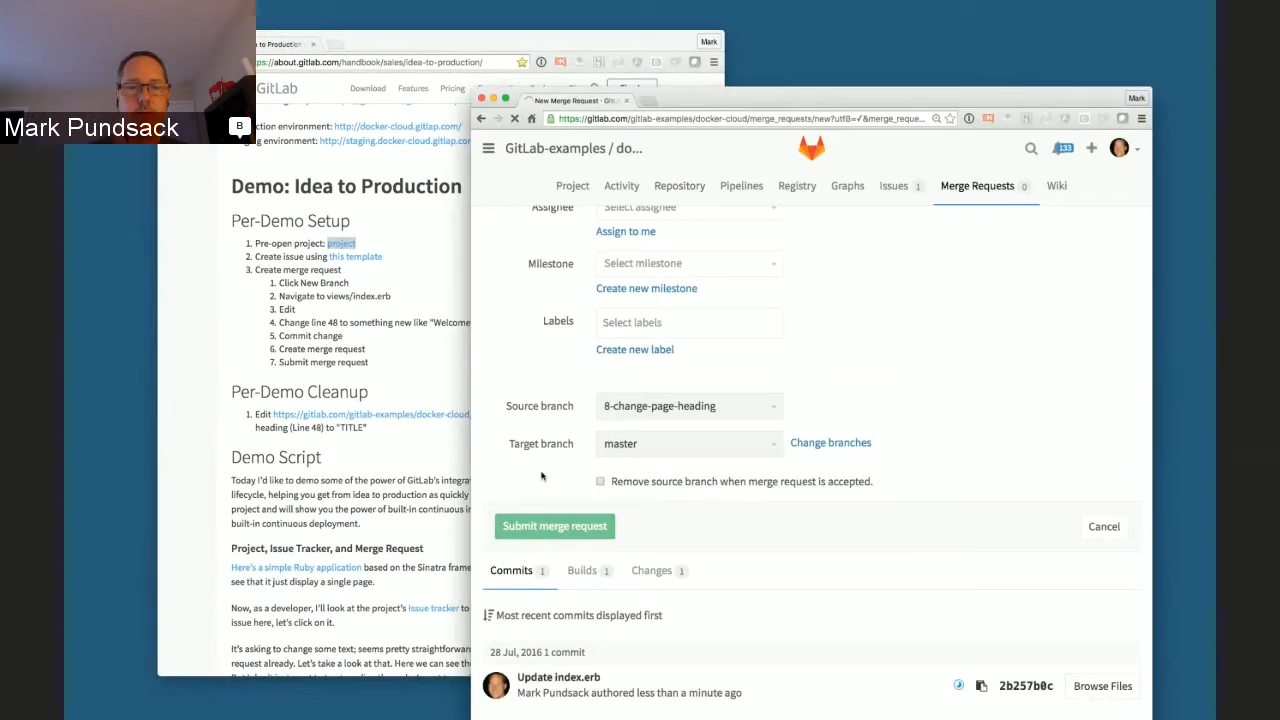 Mark Pundsack
B
to Production
Mark
ps://about.gitlab.com/handbook/sales/idea-to-production/
GitLab
Download
Features
Pricing
ction environment: http://docker-cloud.gitlap.com/
ging environment: http://staging.docker-cloud.gitlap.com
Demo: Idea to Production
Per-Demo Setup
1. Pre-open project: project
2. Create issue using this template
3. Create merge request
1. Click New Branch
2. Navigate to views/index.erb
3. Edit
4. Change line 48 to something new like "Welcome
5. Commit change
6. Create merge request
7. Submit merge request
Per-Demo Cleanup
1. Edit https://gitlab.com/gitlab-examples/docker-cloud/
heading (Line 48) to "TITLE"
Demo Script
Today I'd like to demo some of the power of GitLab's integrat
lifecycle, helping you get from idea to production as quickly
project and will show you the power of built-in continuous in
built-in continuous deployment.
Project, Issue Tracker, and Merge Request
Here's a simple Ruby application based on the Sinatra frame
see that it just display a single page.
Now, as a developer, I'll look at the project's issue tracker to
issue here, let's click on it.
It's asking to change some text; seems pretty straightforward
request already. Let's take a look at that. Here we can see the
New Merge Request · GitL
Mark
https://gitlab.com/gitlab-examples/docker-cloud/merge_requests/new?utf8=✓&merge_reque...
GitLab-examples / do...
133
Project
Activity
Repository
Pipelines
Registry
Graphs
Issues 1
Merge Requests 0
Wiki
Assignee
Select assignee
Assign to me
Milestone
Select milestone
Create new milestone
Labels
Select labels
Create new label
Source branch
8-change-page-heading
Target branch
master
Change branches
Remove source branch when merge request is accepted.
Submit merge request
Cancel
Commits 1
Builds 1
Changes 1
Most recent commits displayed first
28 Jul, 2016 1 commit
Update index.erb
Mark Pundsack authored less than a minute ago
2b257b0c
Browse Files